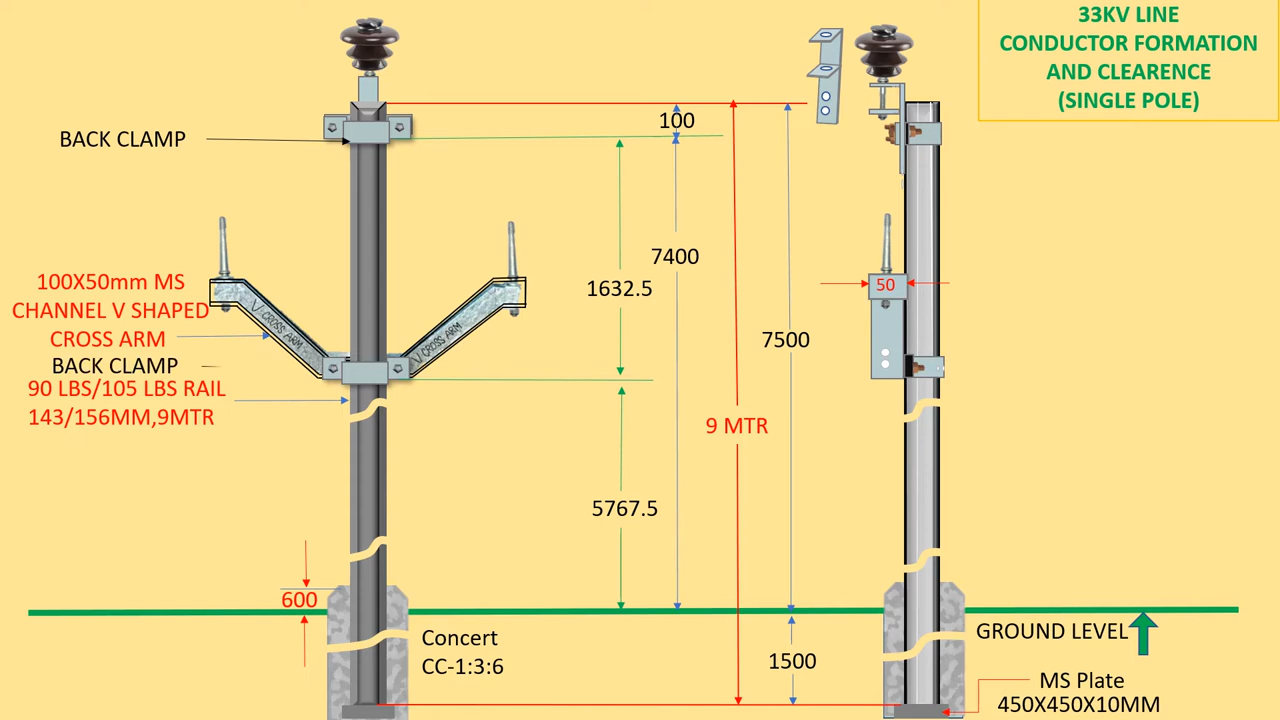 33KV LINE
CONDUCTOR FORMATION
AND CLEARENCE
(SINGLE POLE)
BACK CLAMP
100
7400
1632.5
7500
100X50mm MS
CHANNEL V SHAPED
CROSS ARM
V CROSS ARM
V CROSS ARM
50
BACK CLAMP
90 LBS/105 LBS RAIL
143/156MM,9MTR
9 MTR
5767.5
600
Concert
CC-1:3:6
1500
GROUND LEVEL
MS Plate
450X450X10MM